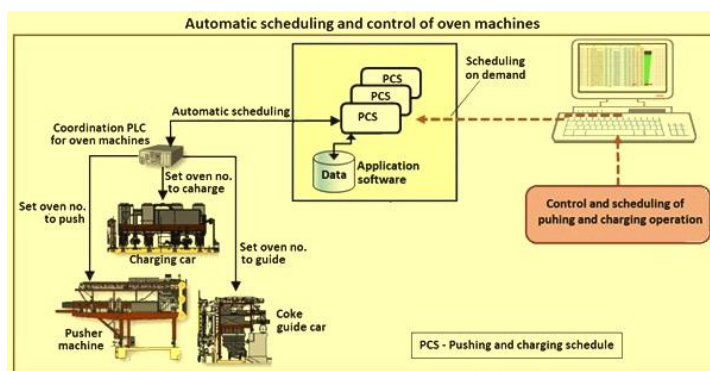 Automatic scheduling and control of oven machines
PCS
PCS
PCS
Scheduling
on demand
Automatic scheduling
Coordination PLC
for oven machines
Data
Application
software
Set oven no.
to caharge
Set oven no.
to push
Control and scheduling of
puhing and charging operation
Set oven no.
to guide
Charging car
Pusher
machine
Coke
guide car
PCS - Pushing and charging schedule